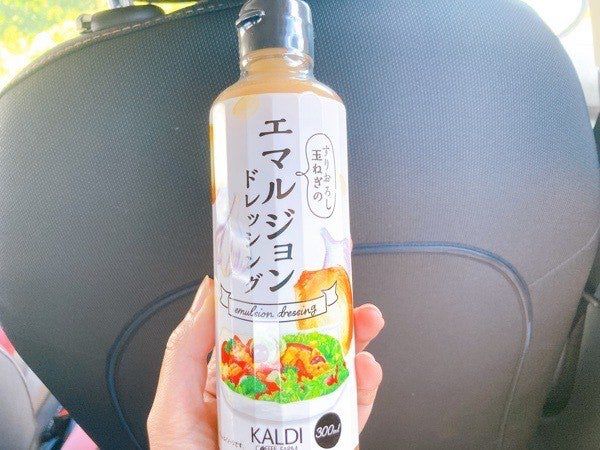 すりおろし
玉ねぎの
エマルジョン
ドレッシング
emulsion dressing
KALDI
COFFEE FARM
300ml